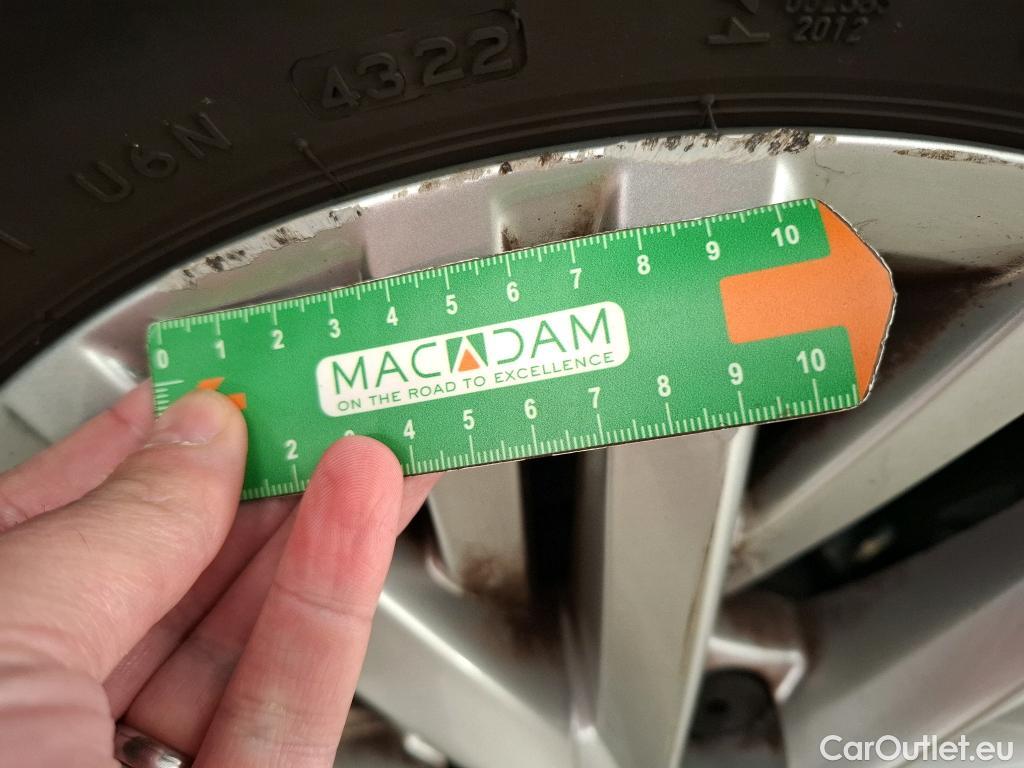 2012
4322
U6N
0 1 2 3 4 5 6 7 8 9 10
MACADAM
ON THE ROAD TO EXCELLENCE
2 4 5 6 7 8 9 10
CarOutlet.eu